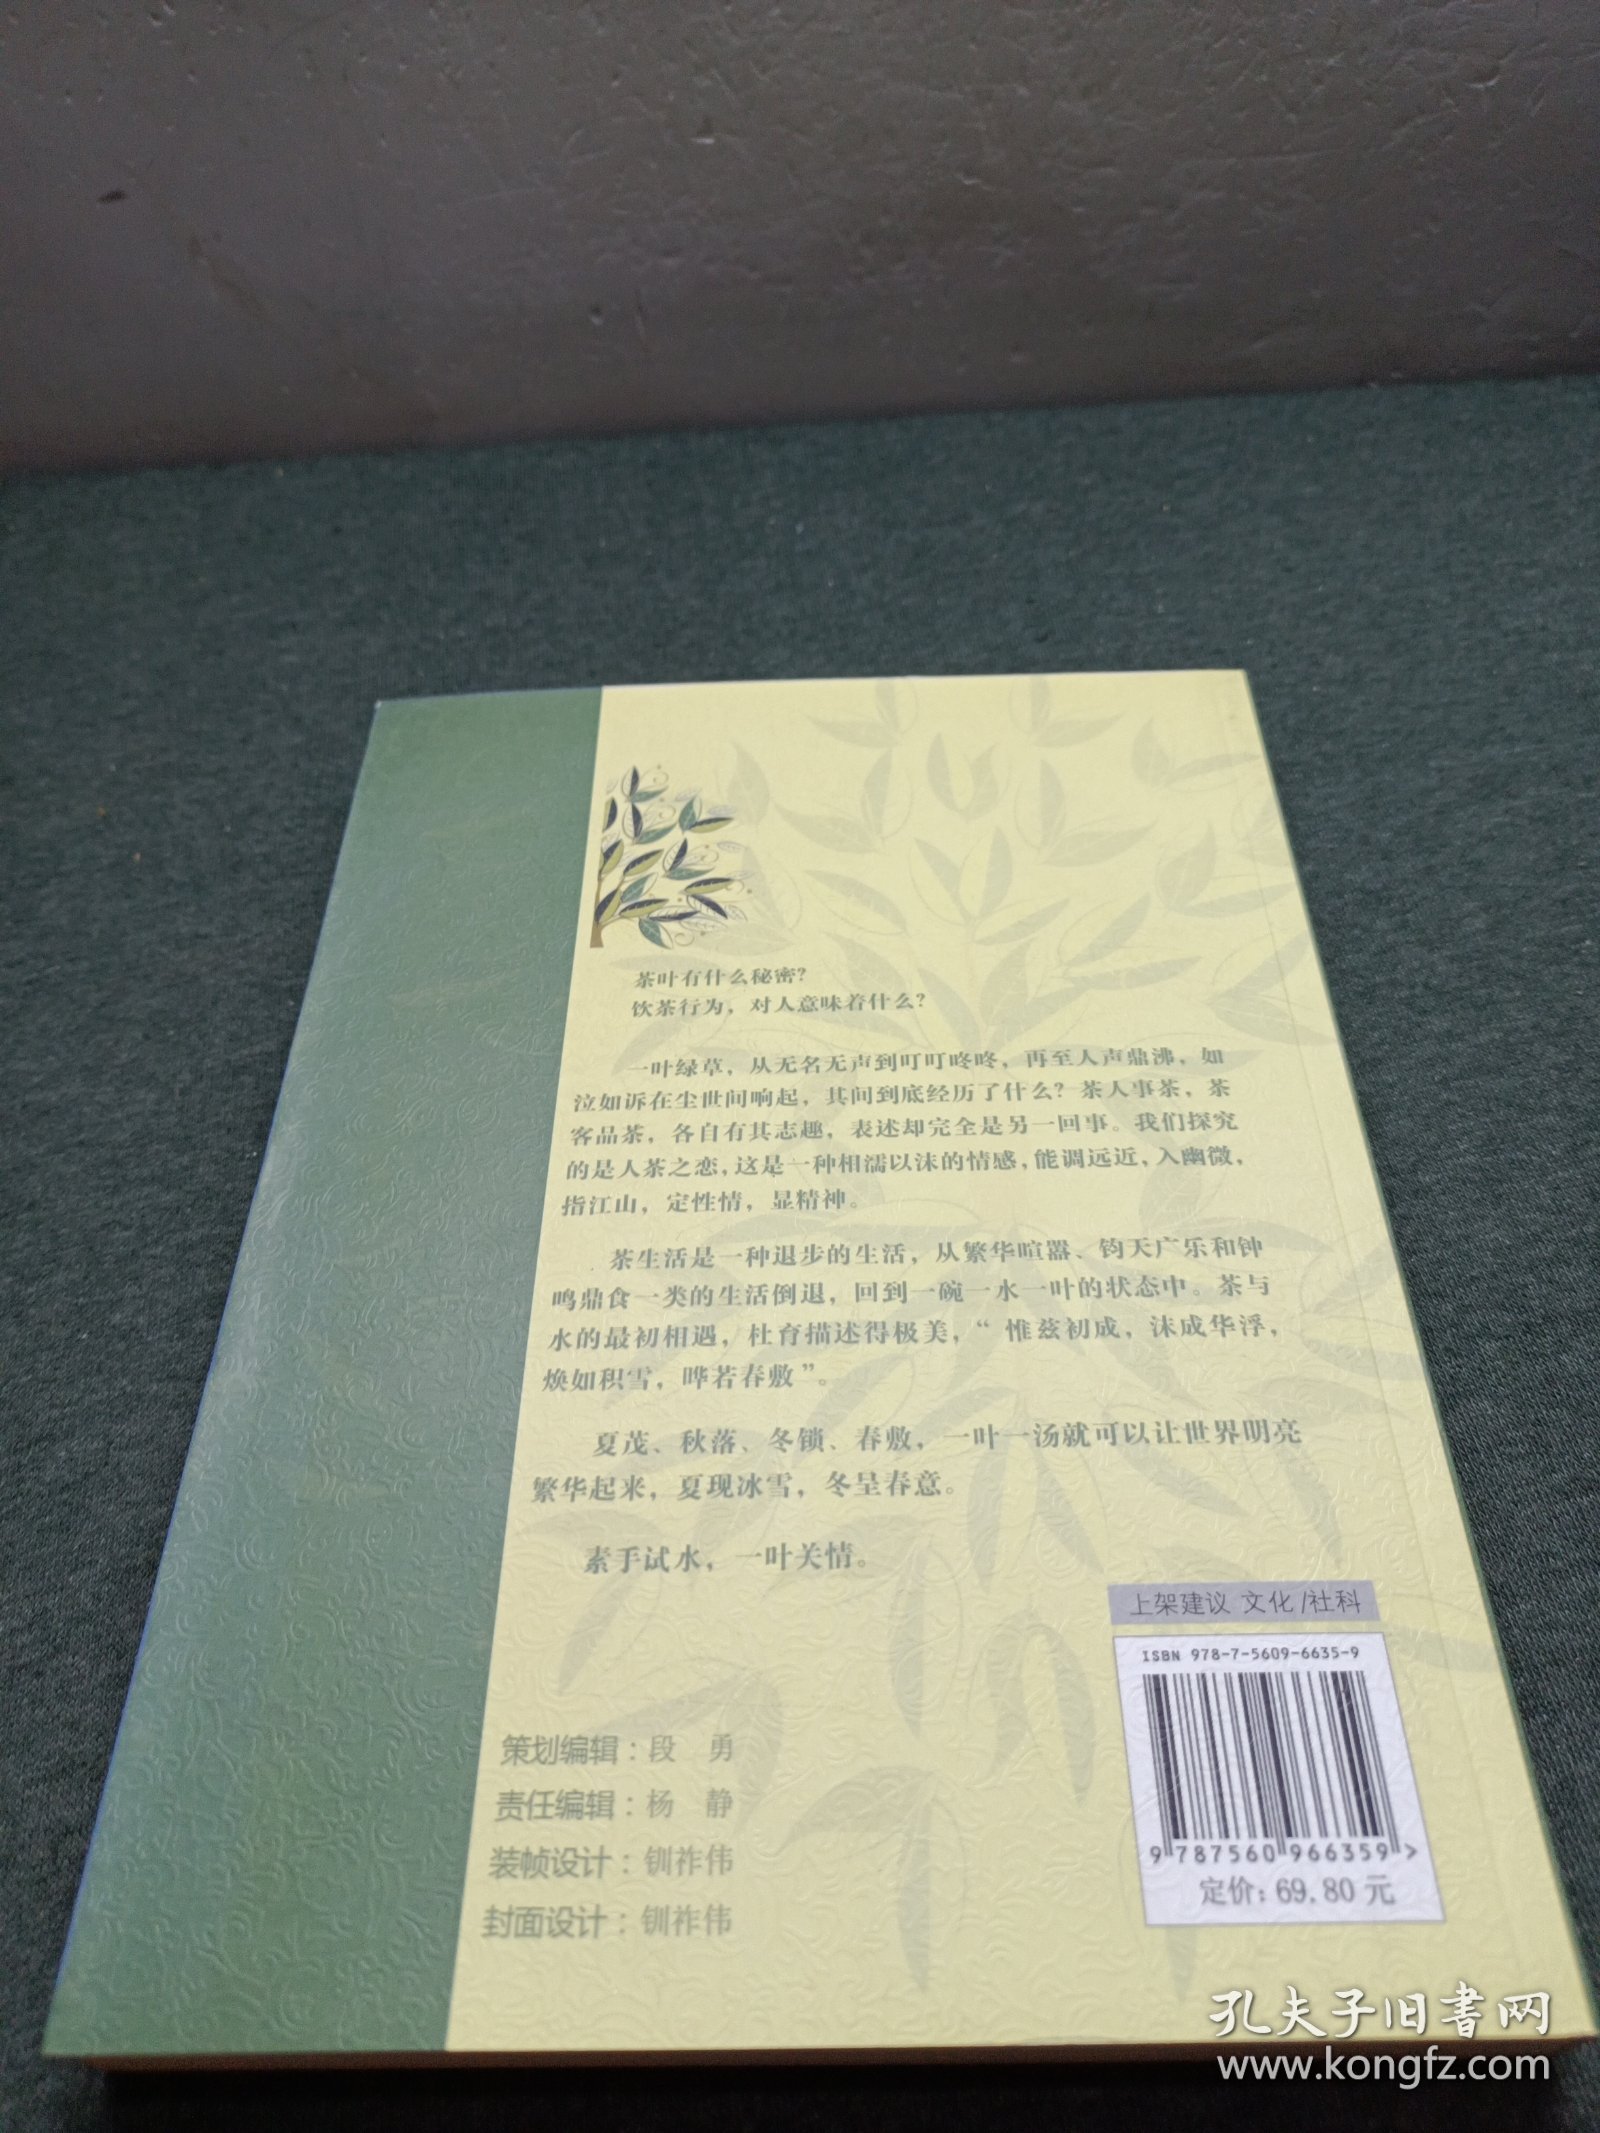 茶叶有什么秘密？
饮茶行为，对人意味着什么？
一叶绿草，从无名无声到叮叮咚咚，再至人声鼎沸，如
泣如诉在尘世间响起，其间到底经历了什么？茶人事茶，茶
客品茶，各自有其志趣，表述却完全是另一回事。我们探究
的是人茶之恋，这是一种相濡以沫的情感，能调远近，入幽微，
指江山，定性情，显精神。
茶生活是一种退步的生活，从繁华喧嚣、钧天广乐和钟
鸣鼎食一类的生活倒退，回到一碗一水一叶的状态中。茶与
水的最初相遇，杜育描述得极美，“惟兹初成，沫成华浮，
焕如积雪，晔若春敷”。
夏茂、秋落、冬锁、春敷，一叶一汤就可以让世界明亮
繁华起来，夏现冰雪，冬呈春意。
素手试水，一叶关情。
上架建议 文化/社科
ISBN 978-7-5609-6635-9
9 787560 966359 >
定价：69.80元
策划编辑：段 勇
责任编辑：杨 静
装帧设计：钏祚伟
封面设计：钏祚伟
孔夫子旧书网
www.kongfz.com